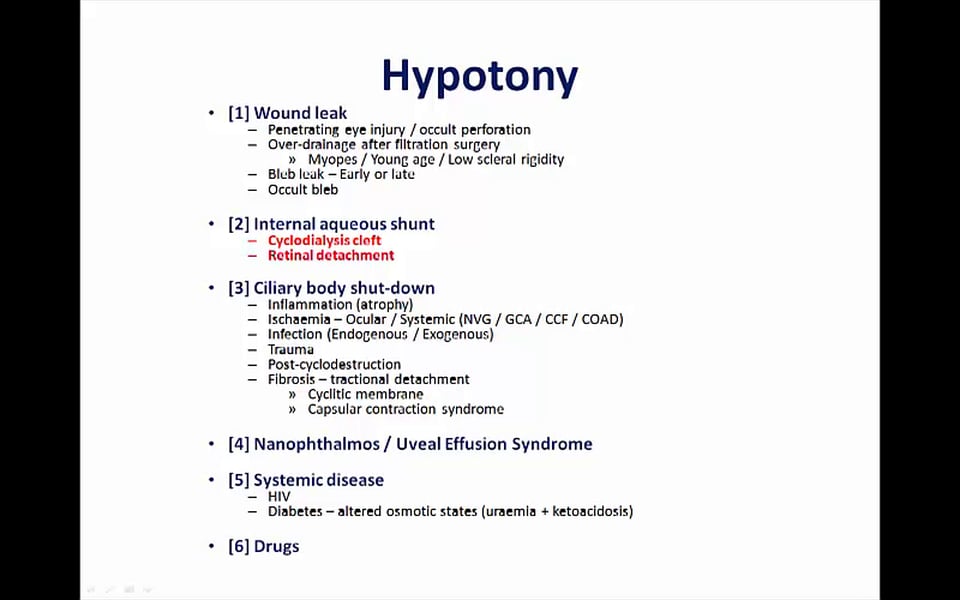 Hypotony
• [1] Wound leak
– Penetrating eye injury / occult perforation
– Over-drainage after filtration surgery
» Myopes / Young age / Low scleral rigidity
– Bleb leak – Early or late
– Occult bleb
• [2] Internal aqueous shunt
– Cyclodialysis cleft
– Retinal detachment
• [3] Ciliary body shut-down
– Inflammation (atrophy)
– Ischaemia – Ocular / Systemic (NVG / GCA / CCF / COAD)
– Infection (Endogenous / Exogenous)
– Trauma
– Post-cyclodestruction
– Fibrosis – tractional detachment
» Cyclitic membrane
» Capsular contraction syndrome
• [4] Nanophthalmos / Uveal Effusion Syndrome
• [5] Systemic disease
– HIV
– Diabetes – altered osmotic states (uraemia + ketoacidosis)
• [6] Drugs